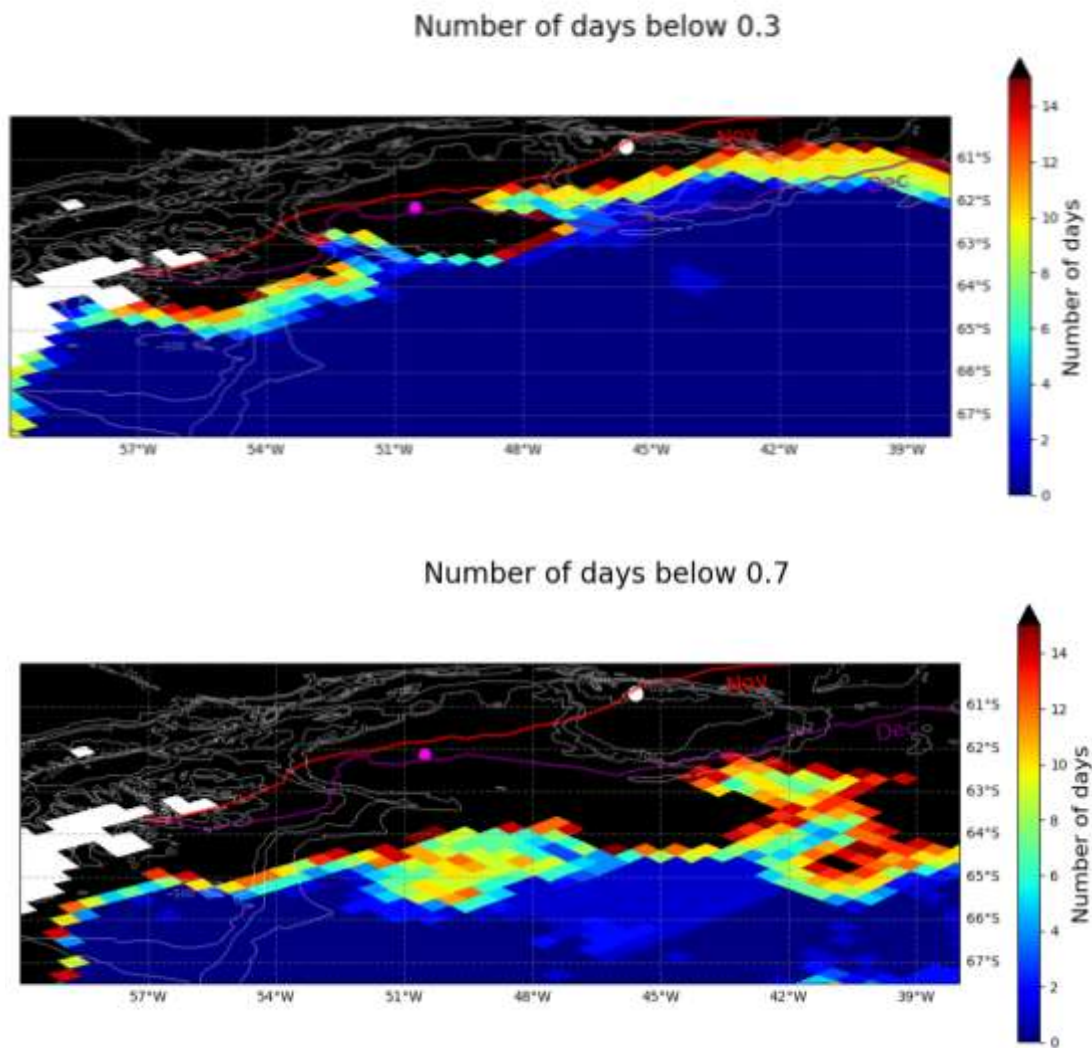 Number of days below 0.3
Nov
Dec
61°S
62°S
63°S
64°S
65°S
66°S
67°S
57°W
54°W
51°W
48°W
45°W
42°W
39°W
14
12
10
8
6
4
2
0
Number of days
Number of days below 0.7
Nov
Dec
61°S
62°S
63°S
64°S
65°S
66°S
67°S
57°W
54°W
51°W
48°W
45°W
42°W
39°W
14
12
10
8
6
4
2
0
Number of days